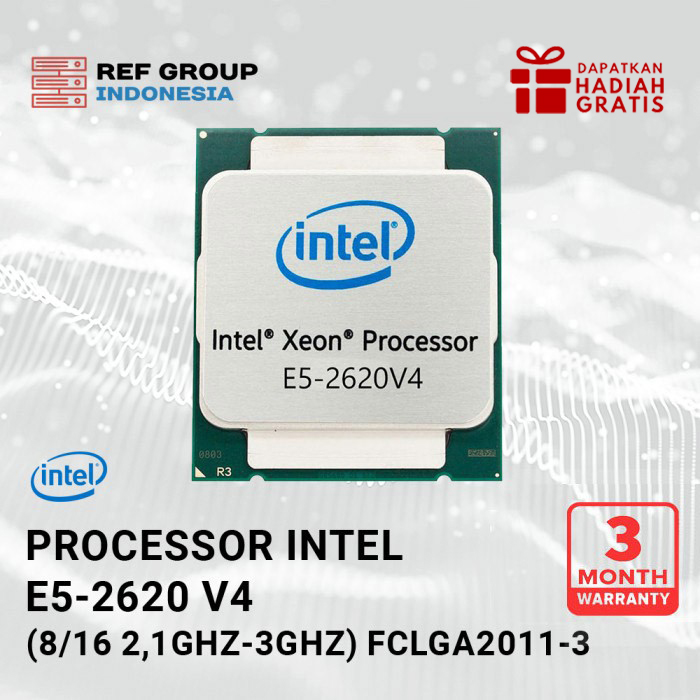 REF GROUP
INDONESIA
DAPATKAN
HADIAH
GRATIS
intel®
Intel® Xeon® Processor
E5-2620V4
0803
R3
intel
PROCESSOR INTEL
E5-2620 V4
(8/16 2,1GHZ-3GHZ) FCLGA2011-3
3
MONTH
WARRANTY